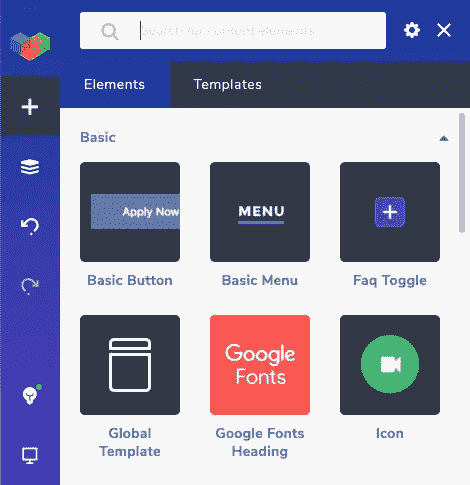 Search for content elements
Elements Templates
Basic
Apply Now
MENU
Basic Button Basic Menu Faq Toggle
Google
Fonts
Global
Template
Google Fonts
Heading
Icon